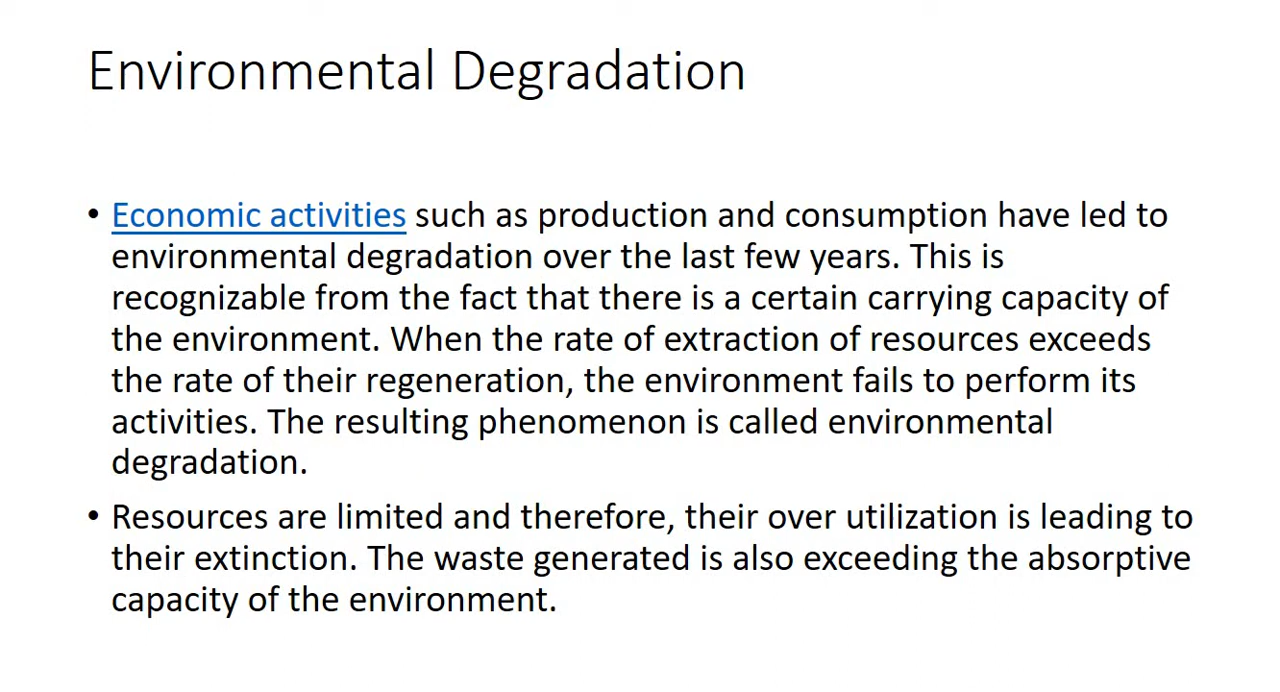 Environmental Degradation
• Economic activities such as production and consumption have led to
environmental degradation over the last few years. This is
recognizable from the fact that there is a certain carrying capacity of
the environment. When the rate of extraction of resources exceeds
the rate of their regeneration, the environment fails to perform its
activities. The resulting phenomenon is called environmental
degradation.
• Resources are limited and therefore, their over utilization is leading to
their extinction. The waste generated is also exceeding the absorptive
capacity of the environment.